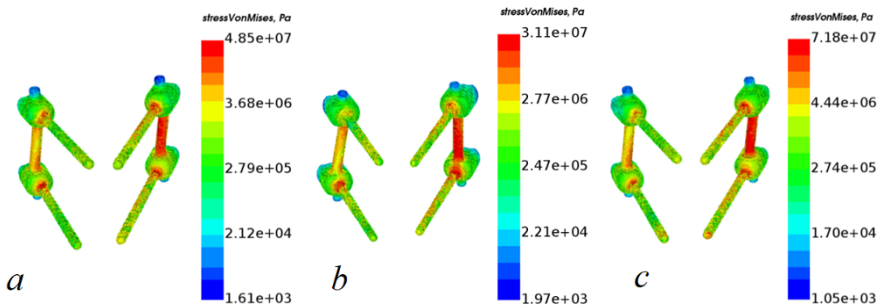 stressVonMises, Pa
4.85e+07
3.68e+06
2.79e+05
2.12e+04
1.61e+03
a
stressVonMises, Pa
3.11e+07
2.77e+06
2.47e+05
2.21e+04
1.97e+03
b
stressVonMises, Pa
7.18e+07
4.44e+06
2.74e+05
1.70e+04
1.05e+03
c